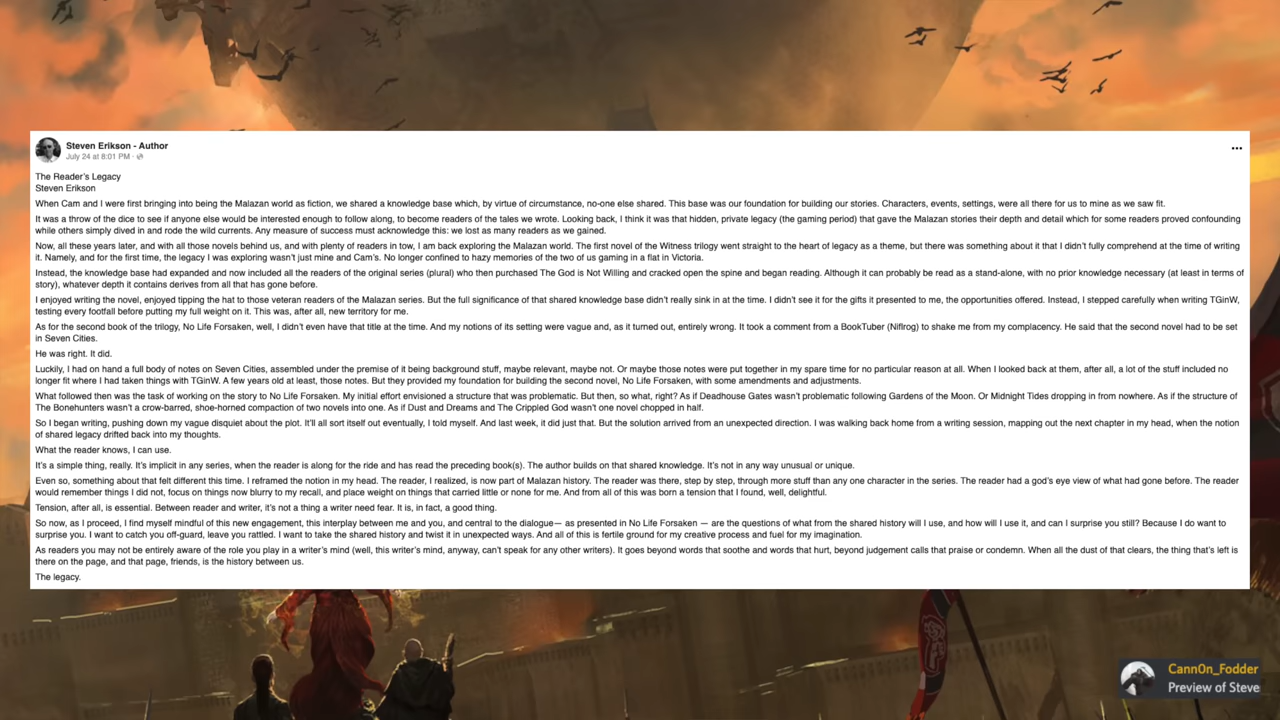 Steven Erikson - Author
July 24 at 8:01 PM ·
The Reader's Legacy
Steven Erikson
When Cam and I were first bringing into being the Malazan world as fiction, we shared a knowledge base which, by virtue of circumstance, no-one else shared. This base was our foundation for building our stories. Characters, events, settings, were all there for us to mine as we saw fit.
It was a throw of the dice to see if anyone else would be interested enough to follow along, to become readers of the tales we wrote. Looking back, I think it was that hidden, private legacy (the gaming period) that gave the Malazan stories their depth and detail which for some readers proved confounding
while others simply dived in and rode the wild currents. Any measure of success must acknowledge this: we lost as many readers as we gained.
Now, all these years later, and with all those novels behind us, and with plenty of readers in tow, I am back exploring the Malazan world. The first novel of the Witness trilogy went straight to the heart of legacy as a theme, but there was something about it that I didn't fully comprehend at the time of writing
it. Namely, and for the first time, the legacy I was exploring wasn't just mine and Cam's. No longer confined to hazy memories of the two of us gaming in a flat in Victoria.
Instead, the knowledge base had expanded and now included all the readers of the original series (plural) who then purchased The God is Not Willing and cracked open the spine and began reading. Although it can probably be read as a stand-alone, with no prior knowledge necessary (at least in terms of
story), whatever depth it contains derives from all that has gone before.
I enjoyed writing the novel, enjoyed tipping the hat to those veteran readers of the Malazan series. But the full significance of that shared knowledge base didn't really sink in at the time. I didn't see it for the gifts it presented to me, the opportunities offered. Instead, I stepped carefully when writing TGinW,
testing every footfall before putting my full weight on it. This was, after all, new territory for me.
As for the second book of the trilogy, No Life Forsaken, well, I didn't even have that title at the time. And my notions of its setting were vague and, as it turned out, entirely wrong. It took a comment from a BookTuber (Niflrog) to shake me from my complacency. He said that the second novel had to be set
in Seven Cities.
He was right. It did.
Luckily, I had on hand a full body of notes on Seven Cities, assembled under the premise of it being background stuff, maybe relevant, maybe not. Or maybe those notes were put together in my spare time for no particular reason at all. When I looked back at them, after all, a lot of the stuff included no
longer fit where I had taken things with TGinW. A few years old at least, those notes. But they provided my foundation for building the second novel, No Life Forsaken, with some amendments and adjustments.
What followed then was the task of working on the story to No Life Forsaken. My initial effort envisioned a structure that was problematic. But then, so what, right? As if Deadhouse Gates wasn't problematic following Gardens of the Moon. Or Midnight Tides dropping in from nowhere. As if the structure of
The Bonehunters wasn't a crow-barred, shoe-horned compaction of two novels into one. As if Dust and Dreams and The Crippled God wasn't one novel chopped in half.
So I began writing, pushing down my vague disquiet about the plot. It'll all sort itself out eventually, I told myself. And last week, it did just that. But the solution arrived from an unexpected direction. I was walking back home from a writing session, mapping out the next chapter in my head, when the notion
of shared legacy drifted back into my thoughts.
What the reader knows, I can use.
It's a simple thing, really. It's implicit in any series, when the reader is along for the ride and has read the preceding book(s). The author builds on that shared knowledge. It's not in any way unusual or unique.
Even so, something about that felt different this time. I reframed the notion in my head. The reader, I realized, is now part of Malazan history. The reader was there, step by step, through more stuff than any one character in the series. The reader had a god's eye view of what had gone before. The reader
would remember things I did not, focus on things now blurry to my recall, and place weight on things that carried little or none for me. And from all of this was born a tension that I found, well, delightful.
Tension, after all, is essential. Between reader and writer, it's not a thing a writer need fear. It is, in fact, a good thing.
So now, as I proceed, I find myself mindful of this new engagement, this interplay between me and you, and central to the dialogue— as presented in No Life Forsaken — are the questions of what from the shared history will I use, and how will I use it, and can I surprise you still? Because I do want to
surprise you. I want to catch you off-guard, leave you rattled. I want to take the shared history and twist it in unexpected ways. And all of this is fertile ground for my creative process and fuel for my imagination.
As readers you may not be entirely aware of the role you play in a writer's mind (well, this writer's mind, anyway, can't speak for any other writers). It goes beyond words that soothe and words that hurt, beyond judgement calls that praise or condemn. When all the dust of that clears, the thing that's left is
there on the page, and that page, friends, is the history between us.
The legacy.
CannOn_Fodder
Preview of Steve